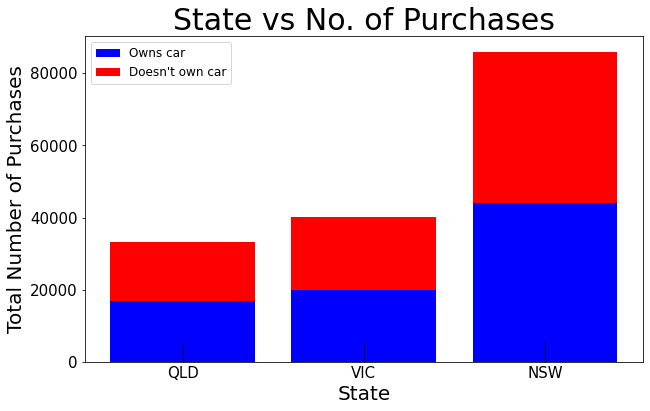 State vs No. of Purchases
Owns car
Doesn't own car
Total Number of Purchases
80000
60000
40000
20000
0
QLD VIC NSW
State